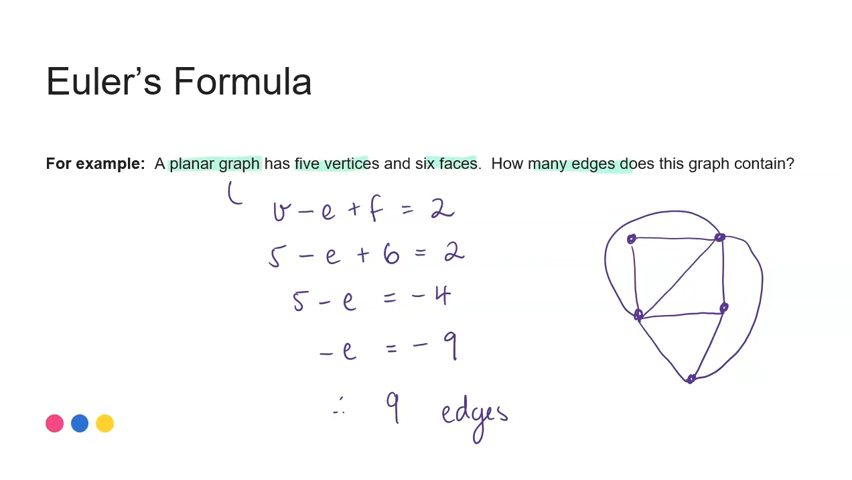 Euler’s Formula
For example: A planar graph has five vertices and six faces. How many edges does this graph contain?
(
v - e + f = 2
5 - e + 6 = 2
5 - e = -4
-e = -9
∴ 9 edges